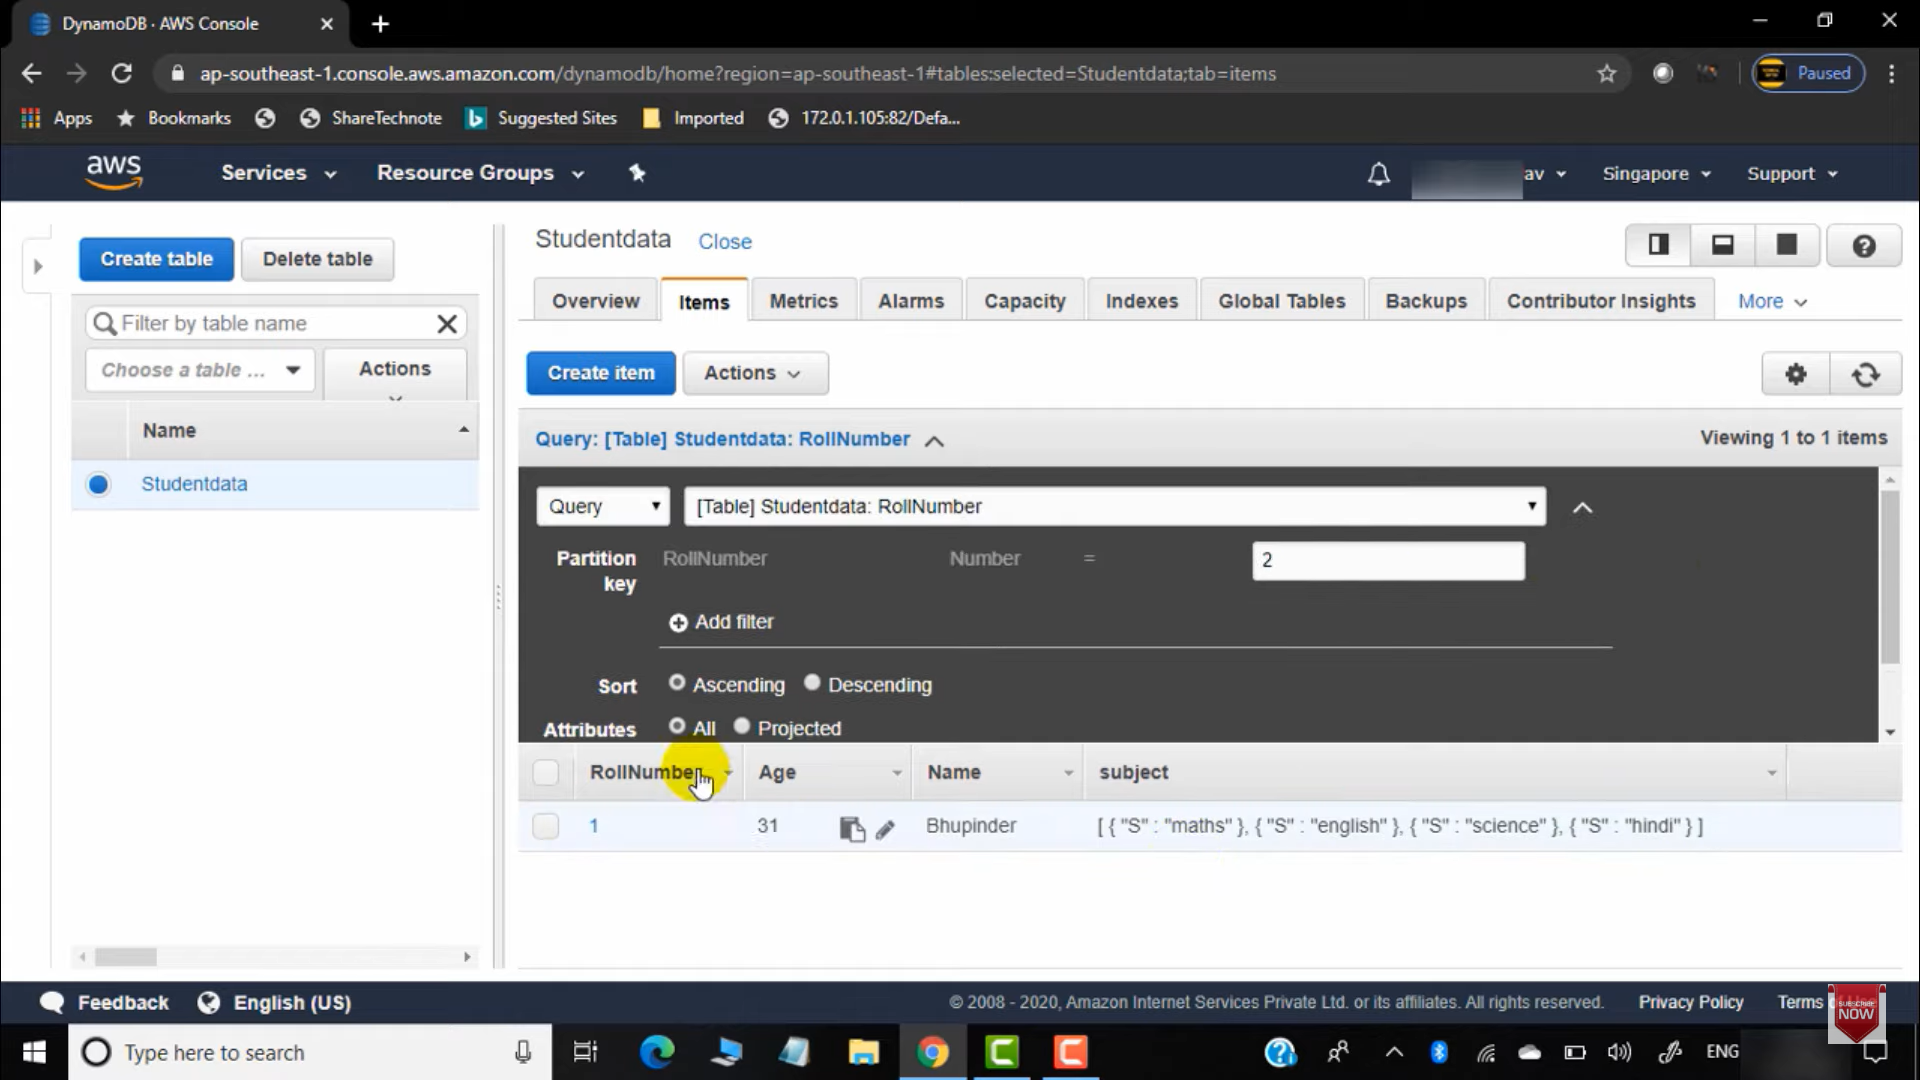 DynamoDB · AWS Console
ap-southeast-1.console.aws.amazon.com/dynamodb/home?region=ap-southeast-1#tables:selected=Studentdata;tab=items
Paused
Apps
Bookmarks
ShareTechnote
Suggested Sites
Imported
172.0.1.105:82/Defa...
aws
Services
Resource Groups
av
Singapore
Support
Create table
Delete table
Filter by table name
Choose a table ...
Actions
Name
Studentdata
Studentdata Close
Overview
Items
Metrics
Alarms
Capacity
Indexes
Global Tables
Backups
Contributor Insights
More
Create item
Actions
Query: [Table] Studentdata: RollNumber
Viewing 1 to 1 items
Query
[Table] Studentdata: RollNumber
Partition key
RollNumber
Number
=
2
Add filter
Sort
Ascending
Descending
Attributes
All
Projected
RollNumber
Age
Name
subject
1
31
Bhupinder
[ { "S" : "maths" }, { "S" : "english" }, { "S" : "science" }, { "S" : "hindi" } ]
Feedback
English (US)
© 2008 - 2020, Amazon Internet Services Private Ltd. or its affiliates. All rights reserved.
Privacy Policy
Terms
SUBSCRIBE
NOW
Type here to search
ENG